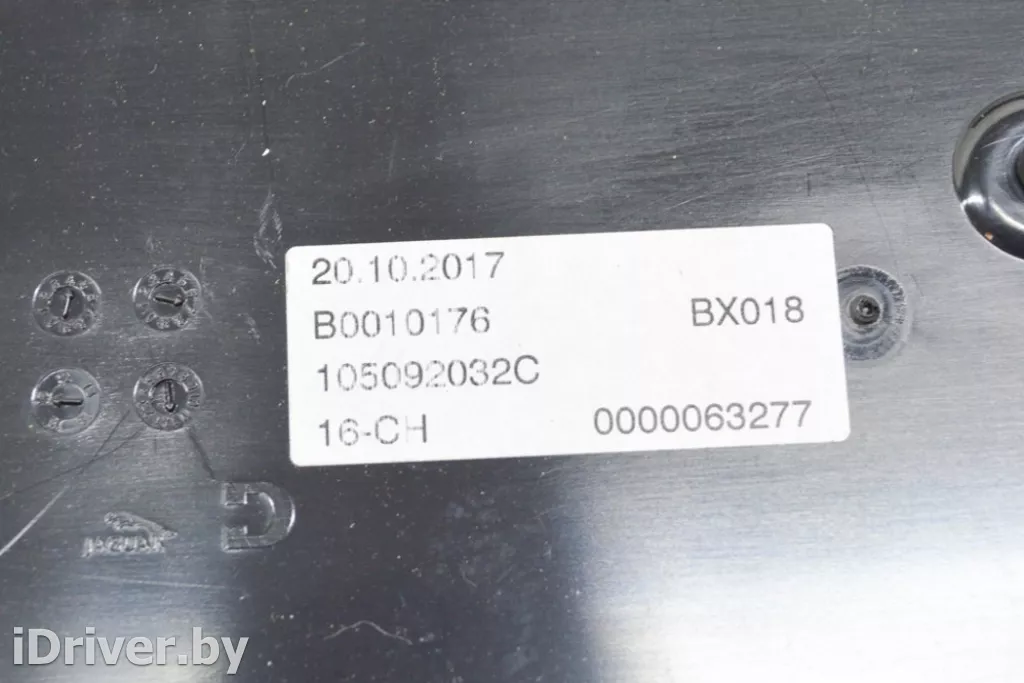 20.10.2017
B0010176 BX018
105092032C
16-CH 0000063277
JAGUAR
iDriver.by